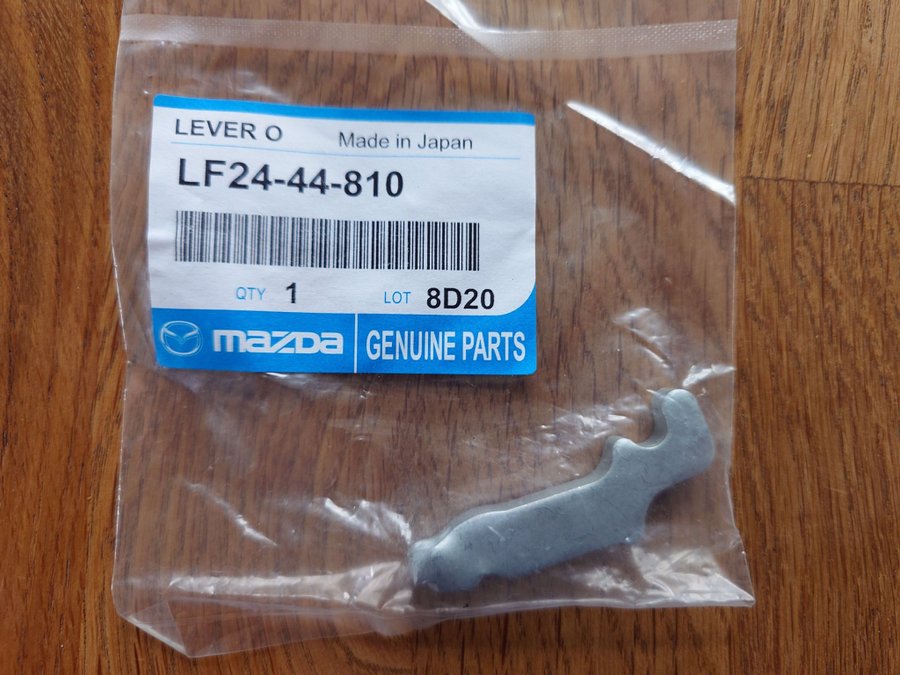 LEVER O Made in Japan
LF24-44-810
QTY 1 LOT 8D20
mazda GENUINE PARTS